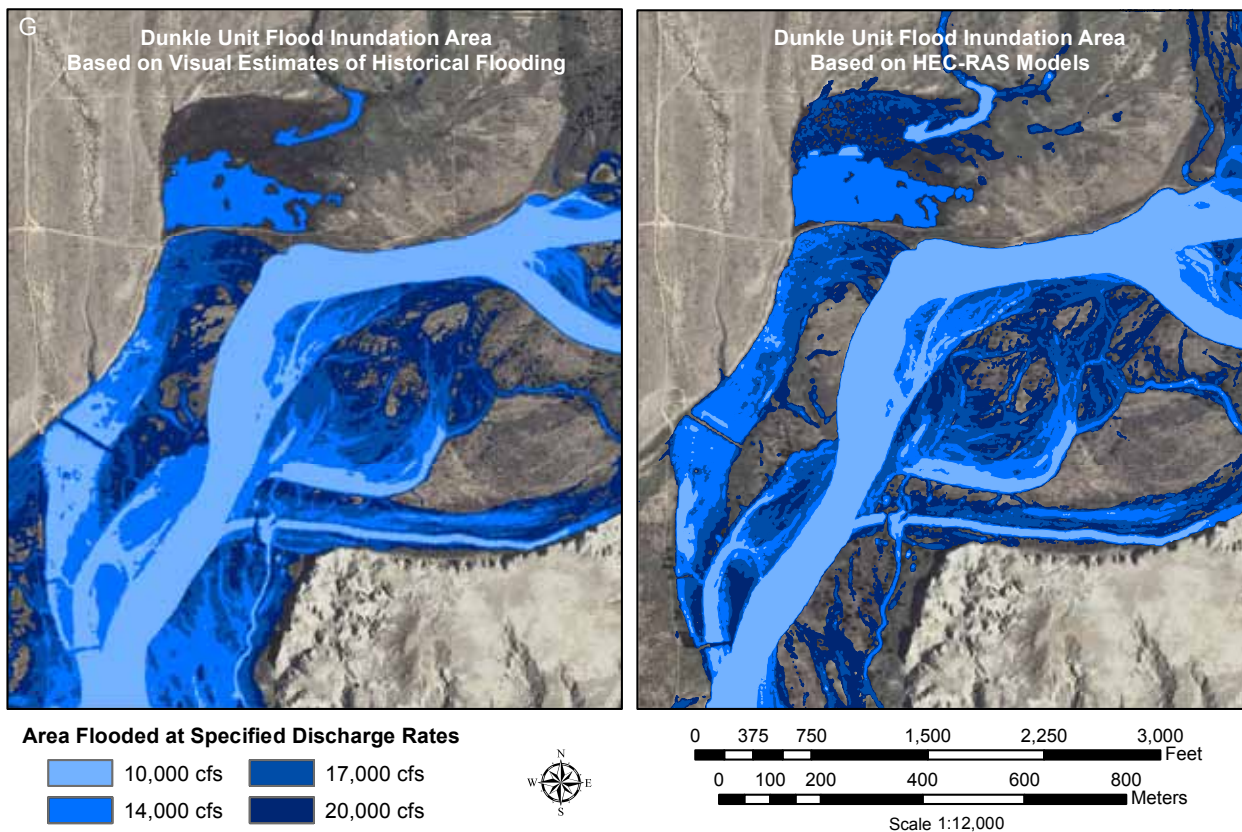 G
Dunkle Unit Flood Inundation Area
Based on Visual Estimates of Historical Flooding
Dunkle Unit Flood Inundation Area
Based on HEC-RAS Models
Area Flooded at Specified Discharge Rates
10,000 cfs
17,000 cfs
14,000 cfs
20,000 cfs
N
W E
S
0 375 750 1,500 2,250 3,000
Feet
0 100 200 400 600 800
Meters
Scale 1:12,000